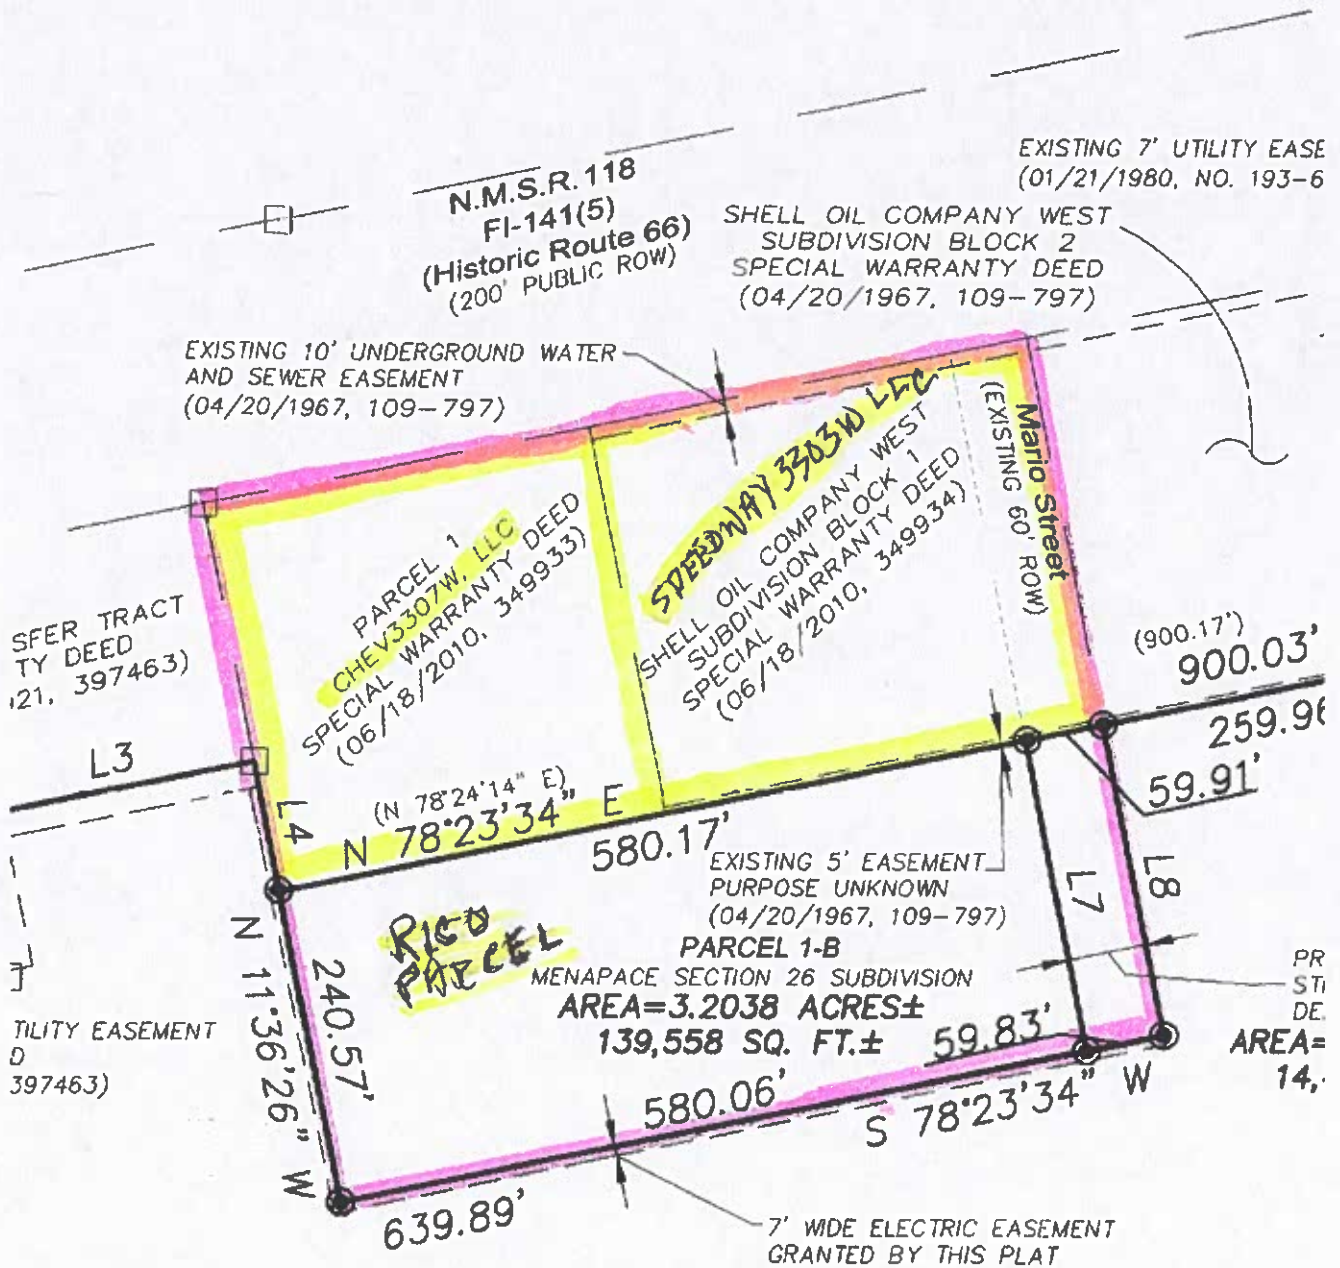 N.M.S.R. 118
FI-141(5)
(Historic Route 66)
(200' PUBLIC ROW)
EXISTING 7' UTILITY EASE
(01/21/1980, NO. 193-6
SHELL OIL COMPANY WEST
SUBDIVISION BLOCK 2
SPECIAL WARRANTY DEED
(04/20/1967, 109-797)
EXISTING 10' UNDERGROUND WATER
AND SEWER EASEMENT
(04/20/1967, 109-797)
PARCEL 1
CHEV3307W, LLC
SPECIAL WARRANTY DEED
(06/18/2010, 349933)
SPEEDWAY 3303W LLC
SHELL OIL COMPANY WEST
SUBDIVISION BLOCK 1
SPECIAL WARRANTY DEED
(06/18/2010, 349934)
Mario Street
(EXISTING 60' ROW)
SFER TRACT
TY DEED
21, 397463)
L3
L4
(N 78°24'14" E)
N 78°23'34" E
580.17'
(900.17')
900.03'
259.96
59.91'
EXISTING 5' EASEMENT
PURPOSE UNKNOWN
(04/20/1967, 109-797)
L7
L8
RICO
PARCEL
PARCEL 1-B
MENAPACE SECTION 26 SUBDIVISION
AREA=3.2038 ACRES±
139,558 SQ. FT.±
N 11°36'26" W
240.57'
TILITY EASEMENT
D
397463)
PR
ST
DE
AREA=
14,
59.83'
580.06'
S 78°23'34" W
639.89'
7' WIDE ELECTRIC EASEMENT
GRANTED BY THIS PLAT